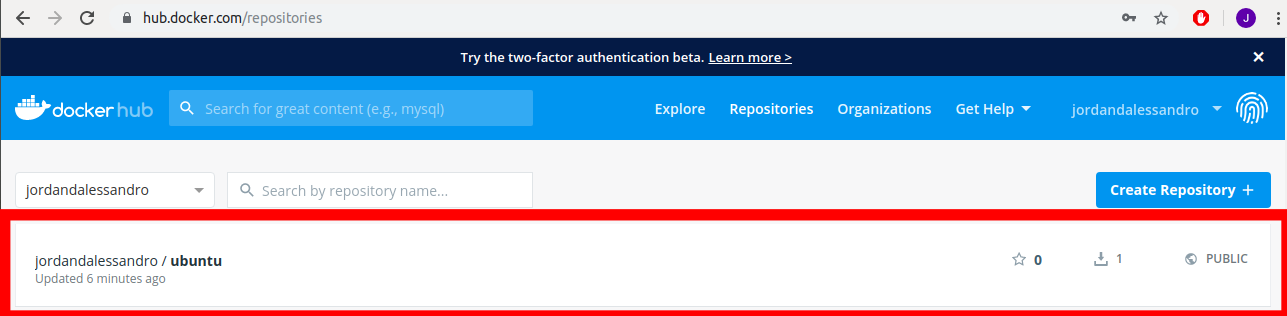 hub.docker.com/repositories
J
Try the two-factor authentication beta. Learn more >
docker hub
Search for great content (e.g., mysql)
Explore
Repositories
Organizations
Get Help
jordandalessandro
jordandalessandro
Search by repository name...
Create Repository +
jordandalessandro / ubuntu
0
1
PUBLIC
Updated 6 minutes ago